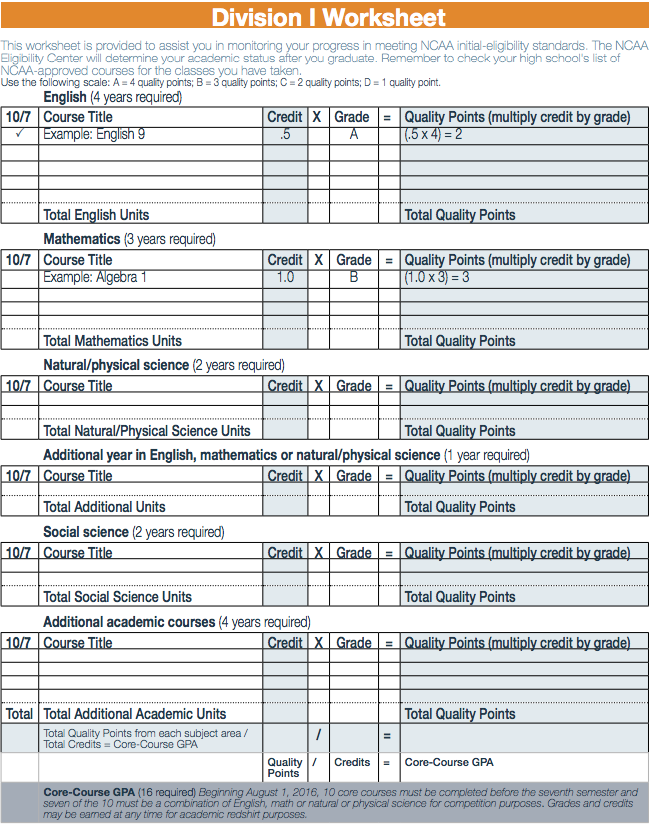 Division I Worksheet
This worksheet is provided to assist you in monitoring your progress in meeting NCAA initial-eligibility standards. The NCAA
Eligibility Center will determine your academic status after you graduate. Remember to check your high school's list of
NCAA-approved courses for the classes you have taken.
Use the following scale: A = 4 quality points; B = 3 quality points; C = 2 quality points; D = 1 quality point.
English (4 years required)
10/7 Course Title Credit X Grade = Quality Points (multiply credit by grade)
✓ Example: English 9 .5 A (.5 x 4) = 2
Total English Units Total Quality Points
Mathematics (3 years required)
10/7 Course Title Credit X Grade = Quality Points (multiply credit by grade)
Example: Algebra 1 1.0 B (1.0 x 3) = 3
Total Mathematics Units Total Quality Points
Natural/physical science (2 years required)
10/7 Course Title Credit X Grade = Quality Points (multiply credit by grade)
Total Natural/Physical Science Units Total Quality Points
Additional year in English, mathematics or natural/physical science (1 year required)
10/7 Course Title Credit X Grade = Quality Points (multiply credit by grade)
Total Additional Units Total Quality Points
Social science (2 years required)
10/7 Course Title Credit X Grade = Quality Points (multiply credit by grade)
Total Social Science Units Total Quality Points
Additional academic courses (4 years required)
10/7 Course Title Credit X Grade = Quality Points (multiply credit by grade)
Total Total Additional Academic Units Total Quality Points
Total Quality Points from each subject area /
Total Credits = Core-Course GPA / =
Quality Points / Credits = Core-Course GPA
Core-Course GPA (16 required) Beginning August 1, 2016, 10 core courses must be completed before the seventh semester and
seven of the 10 must be a combination of English, math or natural or physical science for competition purposes. Grades and credits
may be earned at any time for academic redshirt purposes.